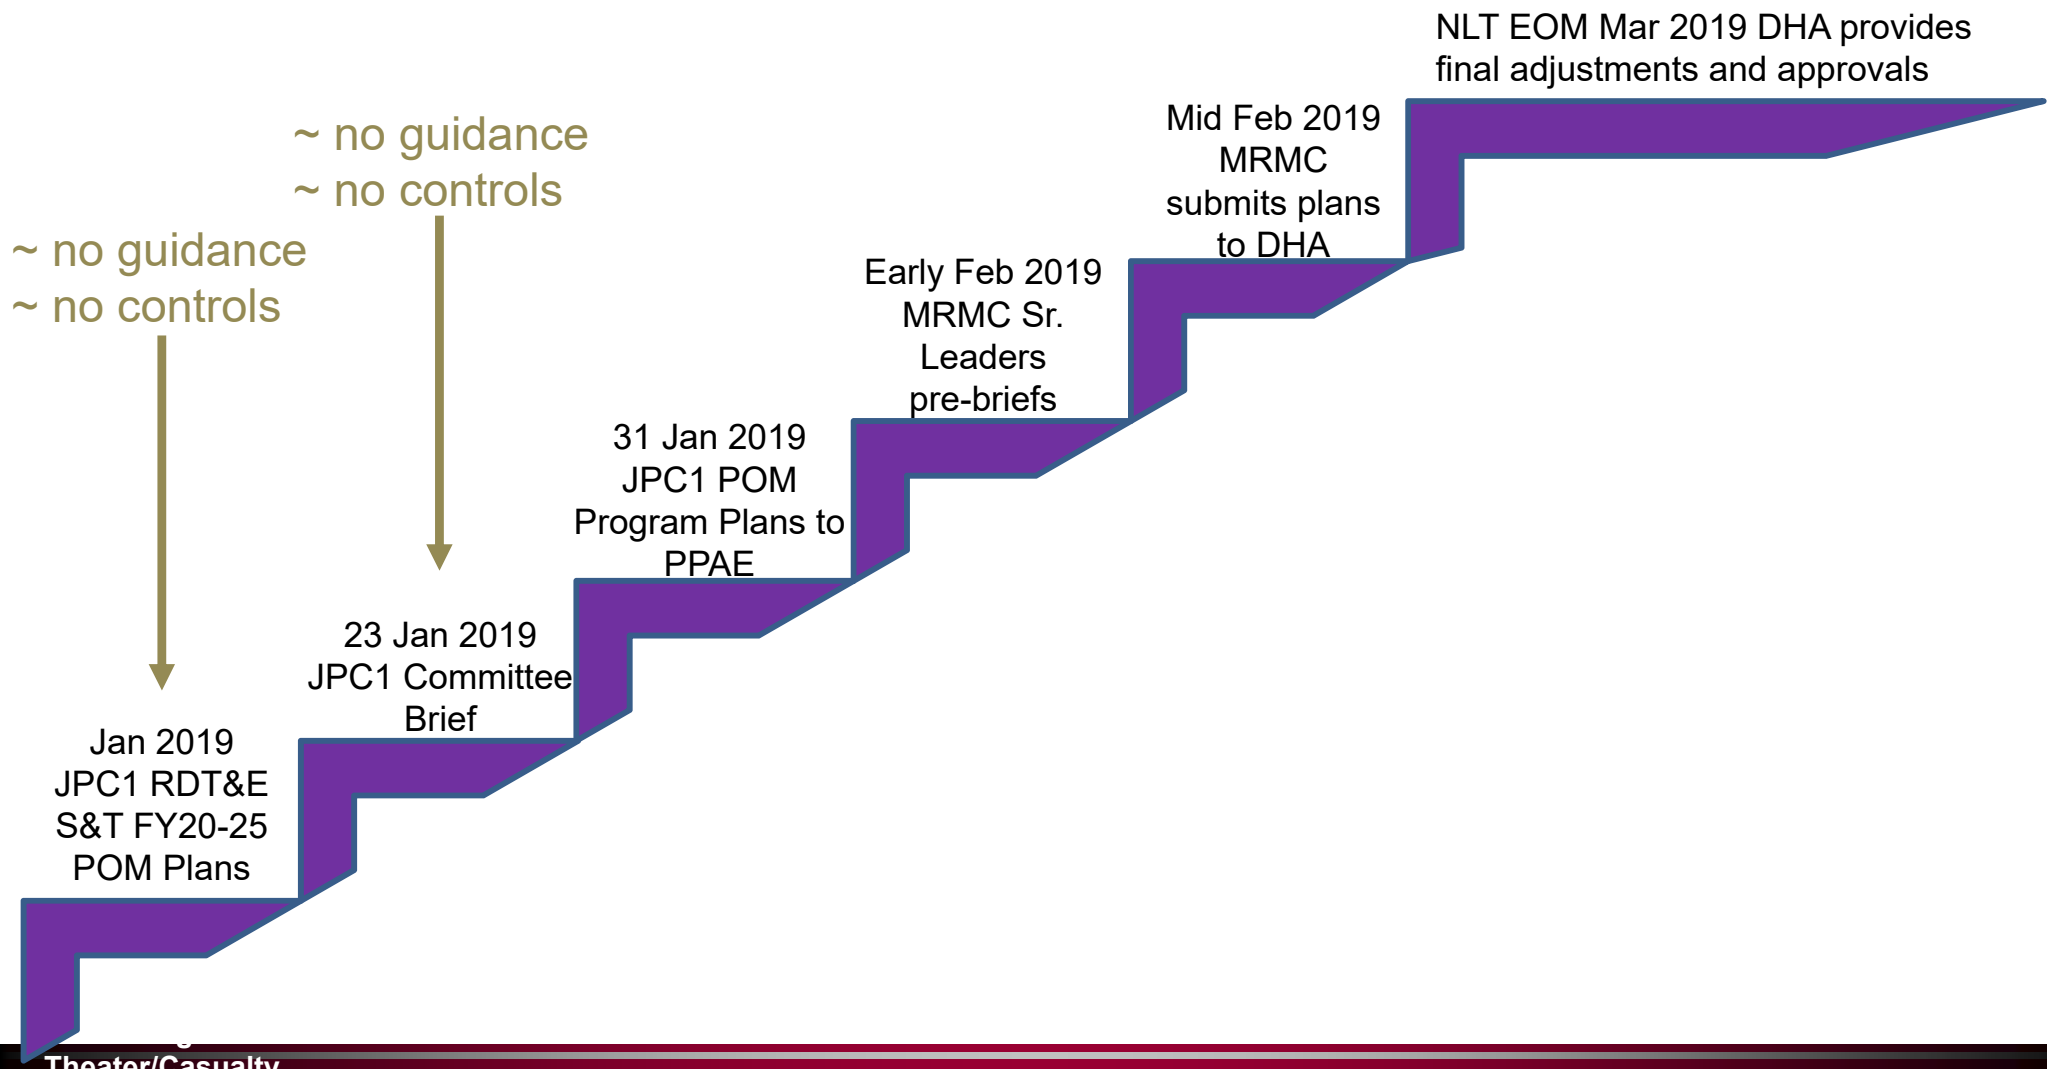 NLT EOM Mar 2019 DHA provides
final adjustments and approvals
Mid Feb 2019
MRMC
submits plans
to DHA
~ no guidance
~ no controls
~ no guidance
~ no controls
Early Feb 2019
MRMC Sr.
Leaders
pre-briefs
31 Jan 2019
JPC1 POM
Program Plans to
PPAE
23 Jan 2019
JPC1 Committee
Brief
Jan 2019
JPC1 RDT&E
S&T FY20-25
POM Plans
Theater/Casualty